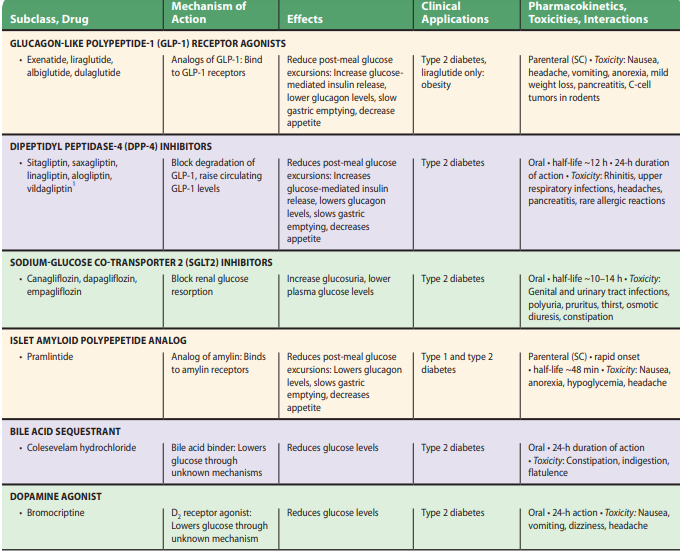 Subclass, Drug
Mechanism of
Action
Effects
Clinical
Applications
Pharmacokinetics,
Toxicities, Interactions
GLUCAGON-LIKE POLYPEPTIDE-1 (GLP-1) RECEPTOR AGONISTS
• Exenatide, liraglutide,
albiglutide, dulaglutide
Analogs of GLP-1: Bind
to GLP-1 receptors
Reduce post-meal glucose
excursions: Increase glucose-
mediated insulin release,
lower glucagon levels, slow
gastric emptying, decrease
appetite
Type 2 diabetes,
liraglutide only:
obesity
Parenteral (SC) • Toxicity: Nausea,
headache, vomiting, anorexia, mild
weight loss, pancreatitis, C-cell
tumors in rodents
DIPEPTIDYL PEPTIDASE-4 (DPP-4) INHIBITORS
• Sitagliptin, saxagliptin,
linagliptin, alogliptin,
vildagliptin1
Block degradation of
GLP-1, raise circulating
GLP-1 levels
Reduces post-meal glucose
excursions: Increases
glucose-mediated insulin
release, lowers glucagon
levels, slows gastric
emptying, decreases
appetite
Type 2 diabetes
Oral • half-life ~12 h • 24-h duration
of action • Toxicity: Rhinitis, upper
respiratory infections, headaches,
pancreatitis, rare allergic reactions
SODIUM-GLUCOSE CO-TRANSPORTER 2 (SGLT2) INHIBITORS
• Canagliflozin, dapagliflozin,
empagliflozin
Block renal glucose
resorption
Increase glucosuria, lower
plasma glucose levels
Type 2 diabetes
Oral • half-life ~10–14 h • Toxicity:
Genital and urinary tract infections,
polyuria, pruritus, thirst, osmotic
diuresis, constipation
ISLET AMYLOID POLYPEPETIDE ANALOG
• Pramlintide
Analog of amylin: Binds
to amylin receptors
Reduces post-meal glucose
excursions: Lowers glucagon
levels, slows gastric
emptying, decreases
appetite
Type 1 and type 2
diabetes
Parenteral (SC) • rapid onset
• half-life ~48 min • Toxicity: Nausea,
anorexia, hypoglycemia, headache
BILE ACID SEQUESTRANT
• Colesevelam hydrochloride
Bile acid binder: Lowers
glucose through
unknown mechanisms
Reduces glucose levels
Type 2 diabetes
Oral • 24-h duration of action
• Toxicity: Constipation, indigestion,
flatulence
DOPAMINE AGONIST
• Bromocriptine
D2 receptor agonist:
Lowers glucose through
unknown mechanism
Reduces glucose levels
Type 2 diabetes
Oral • 24-h action • Toxicity: Nausea,
vomiting, dizziness, headache